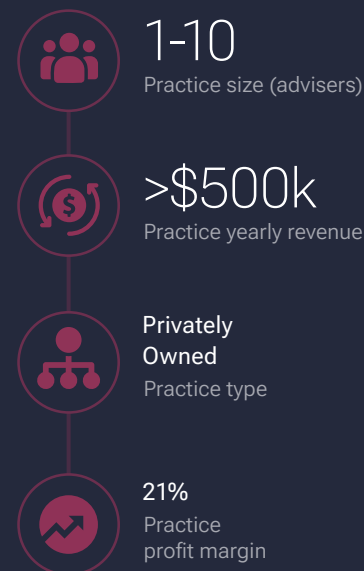 1-10
Practice size (advisers)
>$500k
Practice yearly revenue
Privately
Owned
Practice type
21%
Practice
profit margin